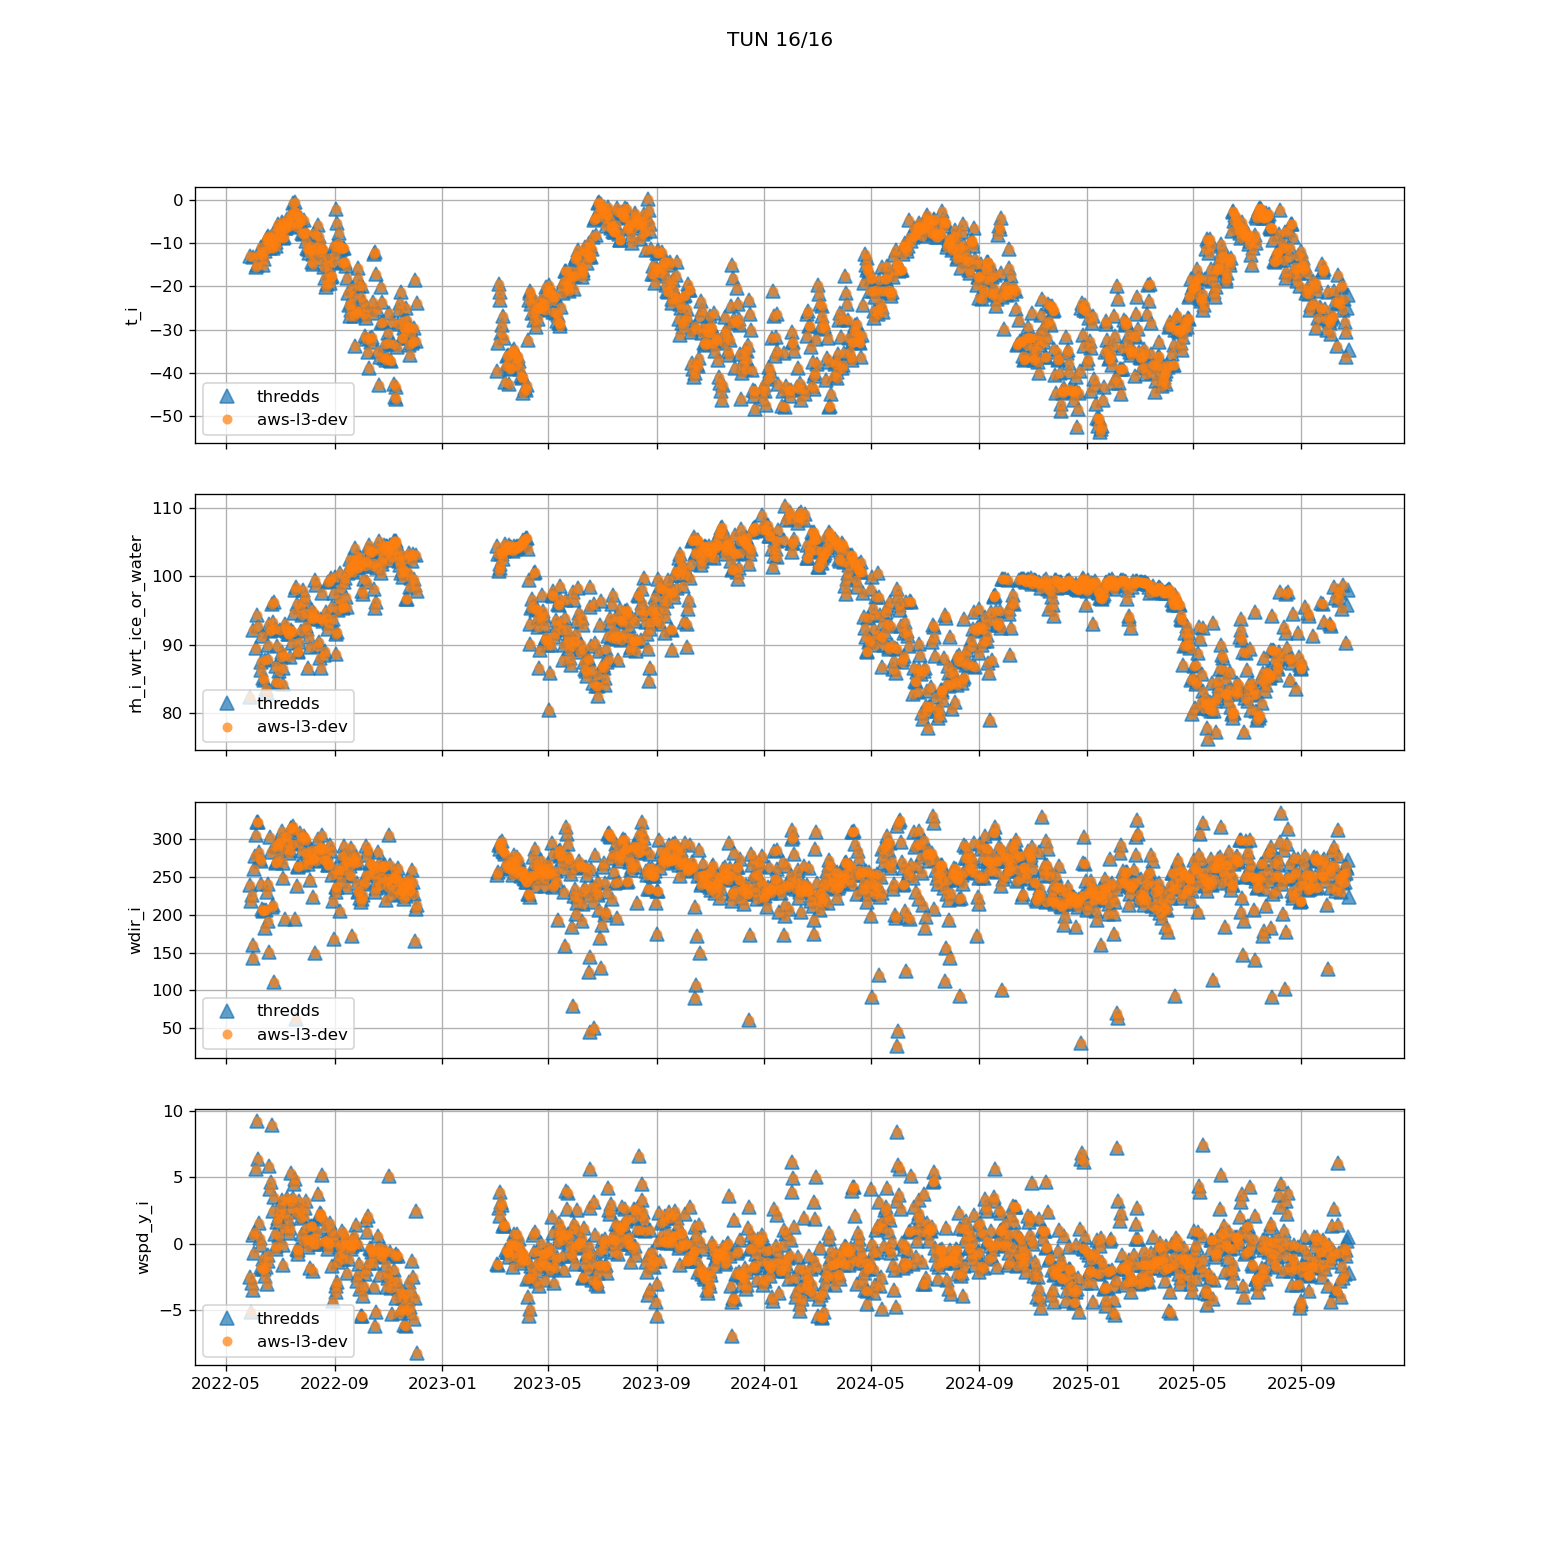 TUN 16/16
t_i
0
−10
−20
−30
−40
−50
thredds
aws-l3-dev
rh_i_wrt_ice_or_water
110
100
90
80
thredds
aws-l3-dev
wdir_i
300
250
200
150
100
50
thredds
aws-l3-dev
wspd_y_i
10
5
0
−5
thredds
aws-l3-dev
2022-05 2022-09 2023-01 2023-05 2023-09 2024-01 2024-05 2024-09 2025-01 2025-05 2025-09